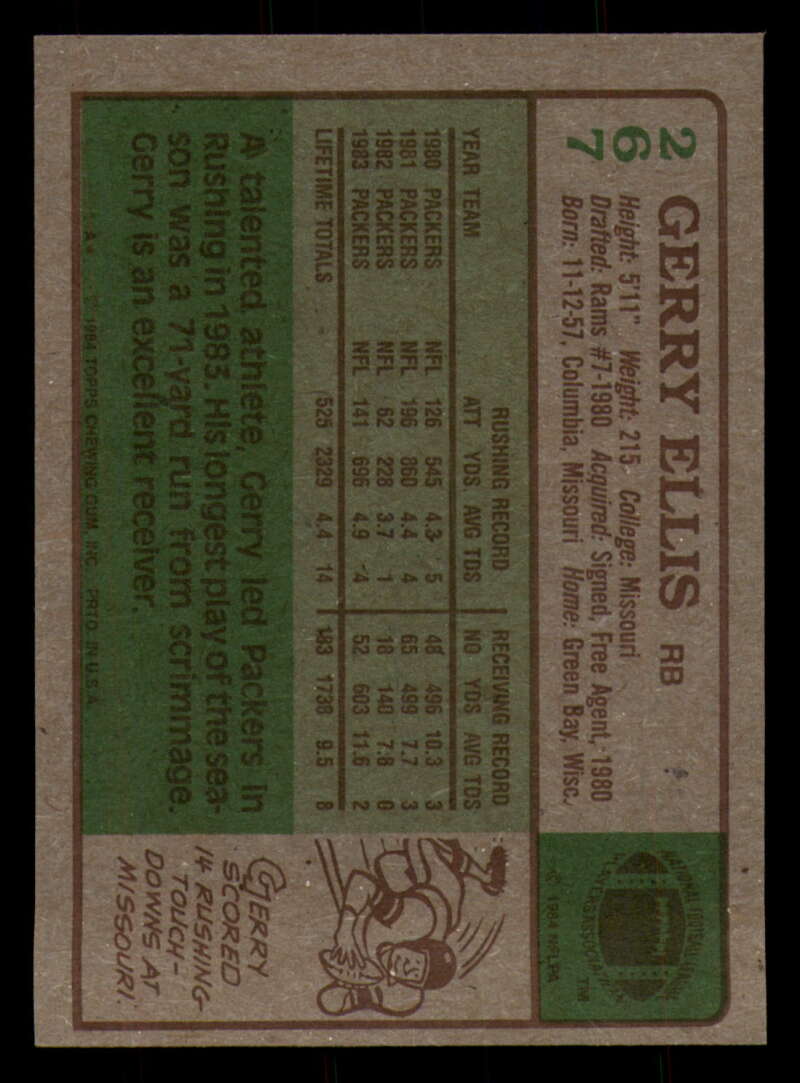 267
GERRY ELLIS RB
Height: 5'11" Weight: 215 College: Missouri
Drafted: Rams #7-1980 Acquired: Signed, Free Agent, 1980
Born: 11-12-57, Columbia, Missouri Home: Green Bay, Wisc.
NATIONAL FOOTBALL LEAGUE
PLAYERS ASSOCIATION
TM
© 1984 NFLPA
RUSHING RECORD RECEIVING RECORD
YEAR TEAM ATT YDS. AVG TDS NO YDS AVG TDS
1980 PACKERS NFL 126 545 4.3 5 48 496 10.3 3
1981 PACKERS NFL 196 860 4.4 4 65 499 7.7 3
1982 PACKERS NFL 62 228 3.7 1 18 140 7.8 0
1983 PACKERS NFL 141 696 4.9 4 52 603 11.6 2
LIFETIME TOTALS 525 2329 4.4 14 183 1738 9.5 8
A talented athlete, Gerry led Packers in
Rushing in 1983. His longest play of the sea-
son was a 71-yard run from scrimmage.
Gerry is an excellent receiver.
© 1984 TOPPS CHEWING GUM, INC. PRTD. IN U.S.A.
GERRY
SCORED
14 RUSHING
TOUCH-
DOWNS AT
MISSOURI.